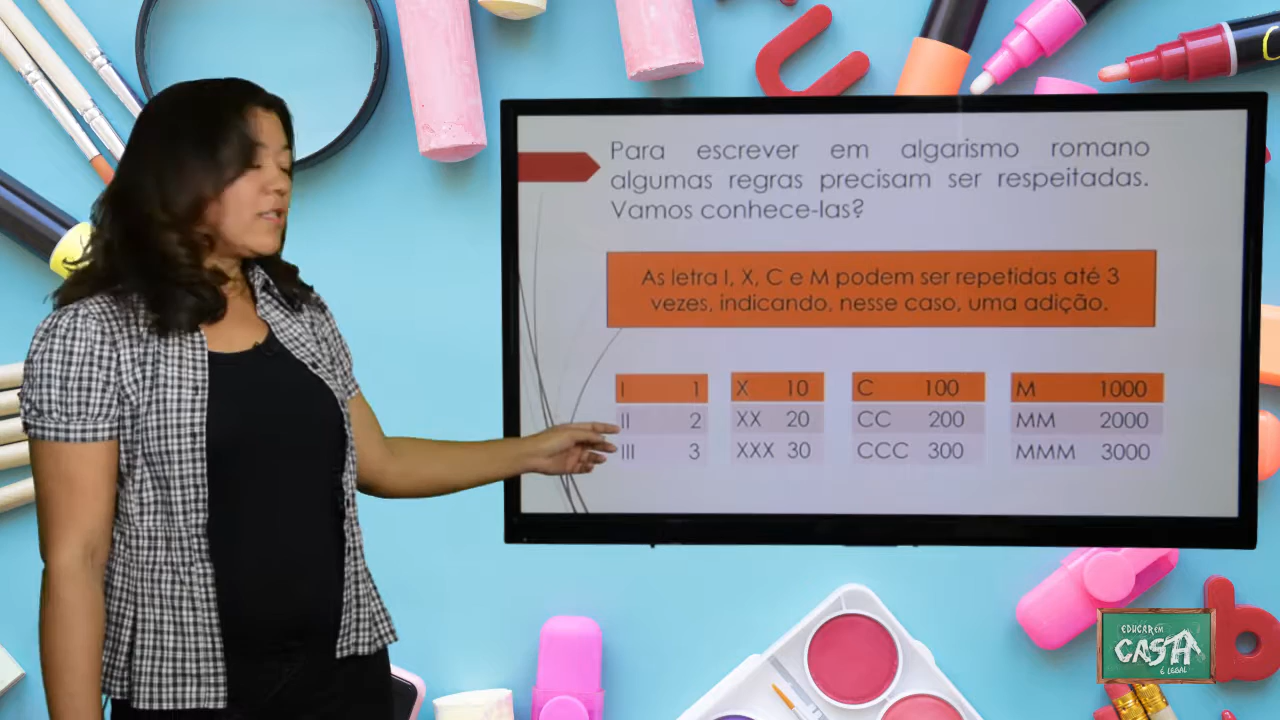 Para escrever em algarismo romano
algumas regras precisam ser respeitadas.
Vamos conhece-las?
As letra I, X, C e M podem ser repetidas até 3
vezes, indicando, nesse caso, uma adição.
I 1 X 10 C 100 M 1000
II 2 XX 20 CC 200 MM 2000
III 3 XXX 30 CCC 300 MMM 3000
EDUCAR EM
CASA
É LEGAL
b